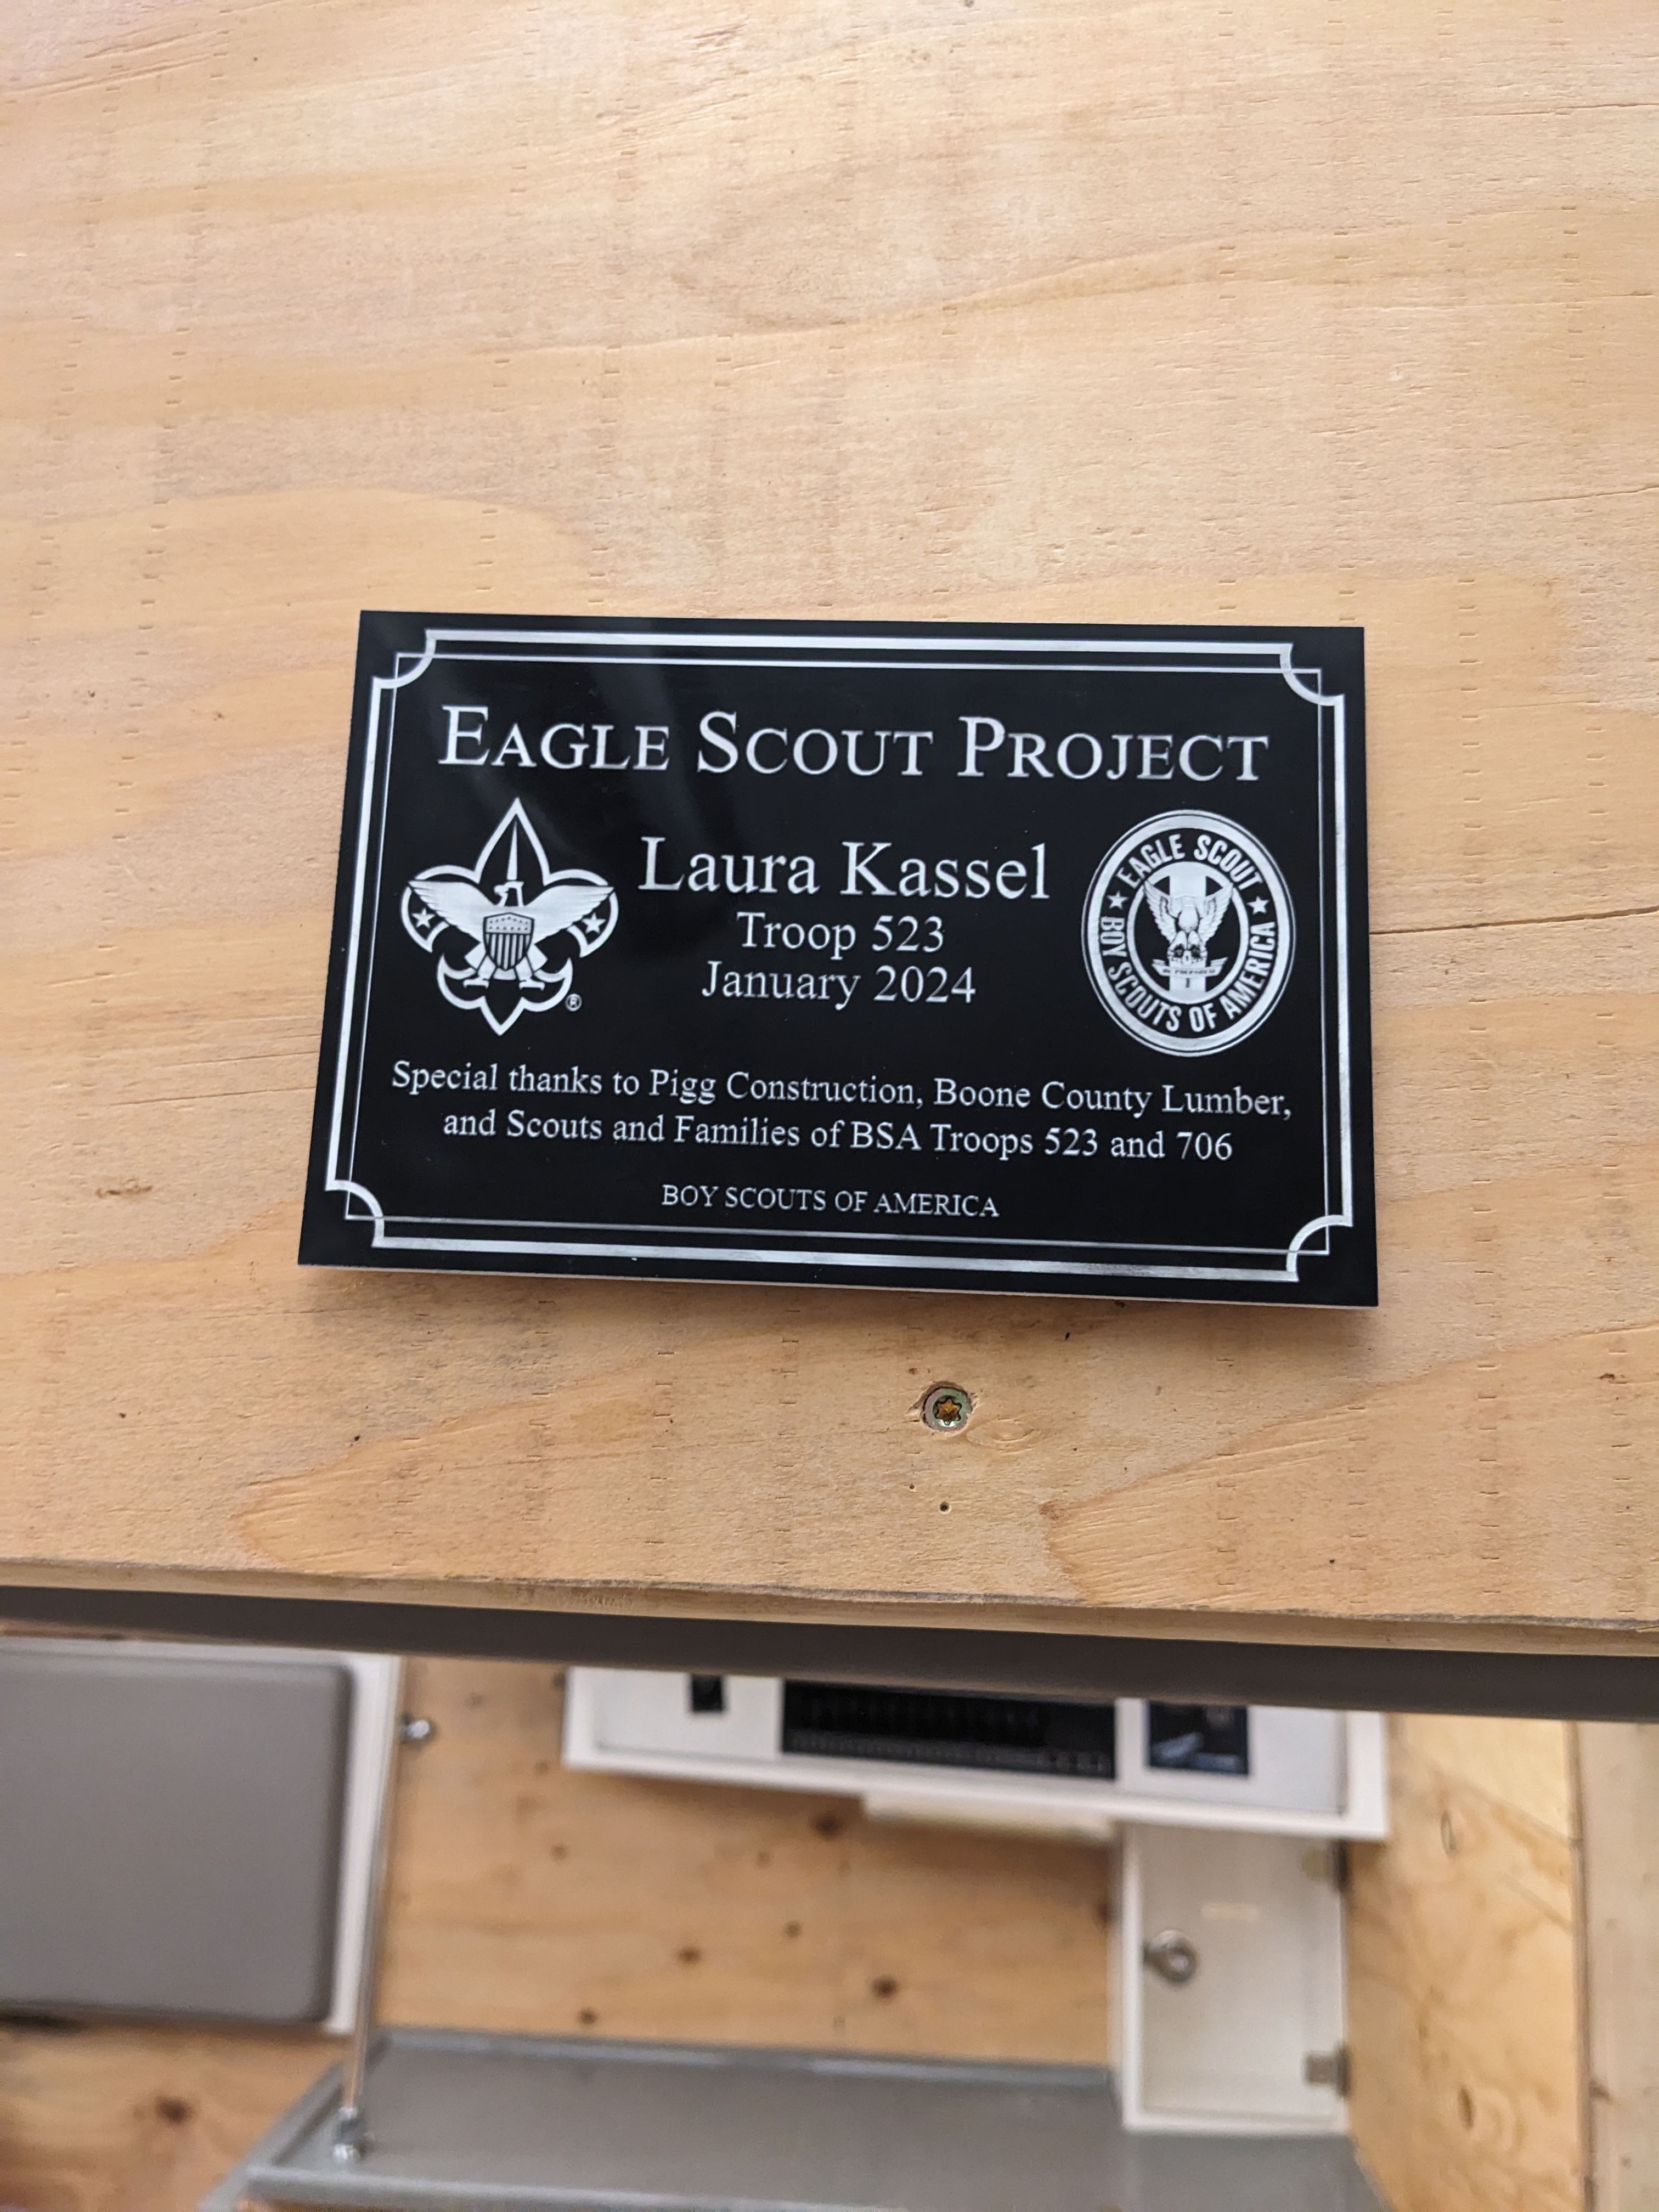 EAGLE SCOUT PROJECT
Laura Kassel
Troop 523
January 2024
EAGLE SCOUT
BOY SCOUTS OF AMERICA
®
Special thanks to Pigg Construction, Boone County Lumber,
and Scouts and Families of BSA Troops 523 and 706
BOY SCOUTS OF AMERICA